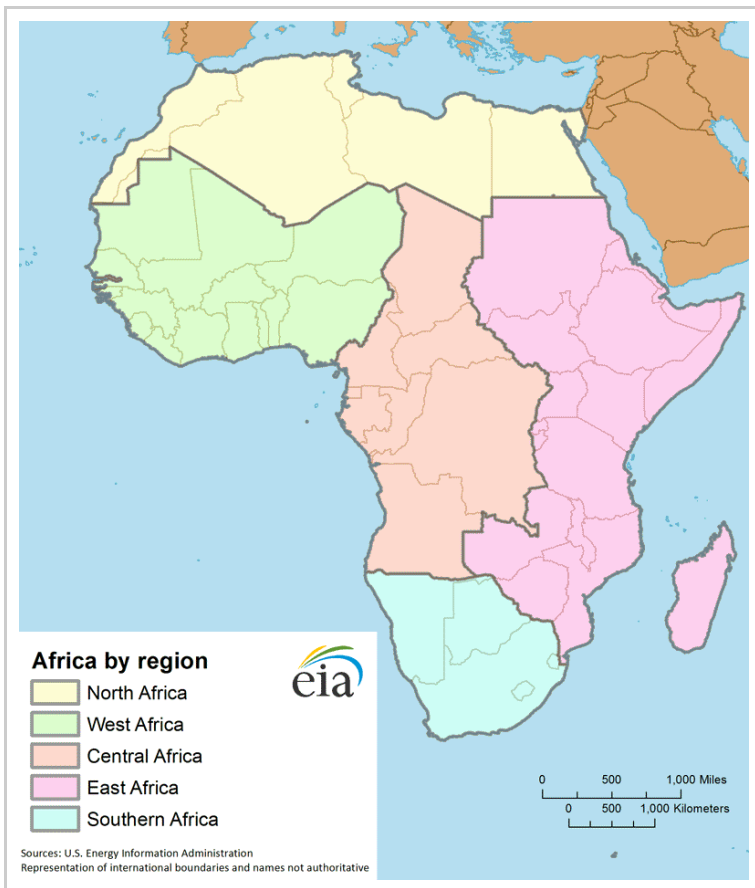 Africa by region
eia
North Africa
West Africa
Central Africa
East Africa
Southern Africa
0 500 1,000 Miles
0 500 1,000 Kilometers
Sources: U.S. Energy Information Administration
Representation of international boundaries and names not authoritative